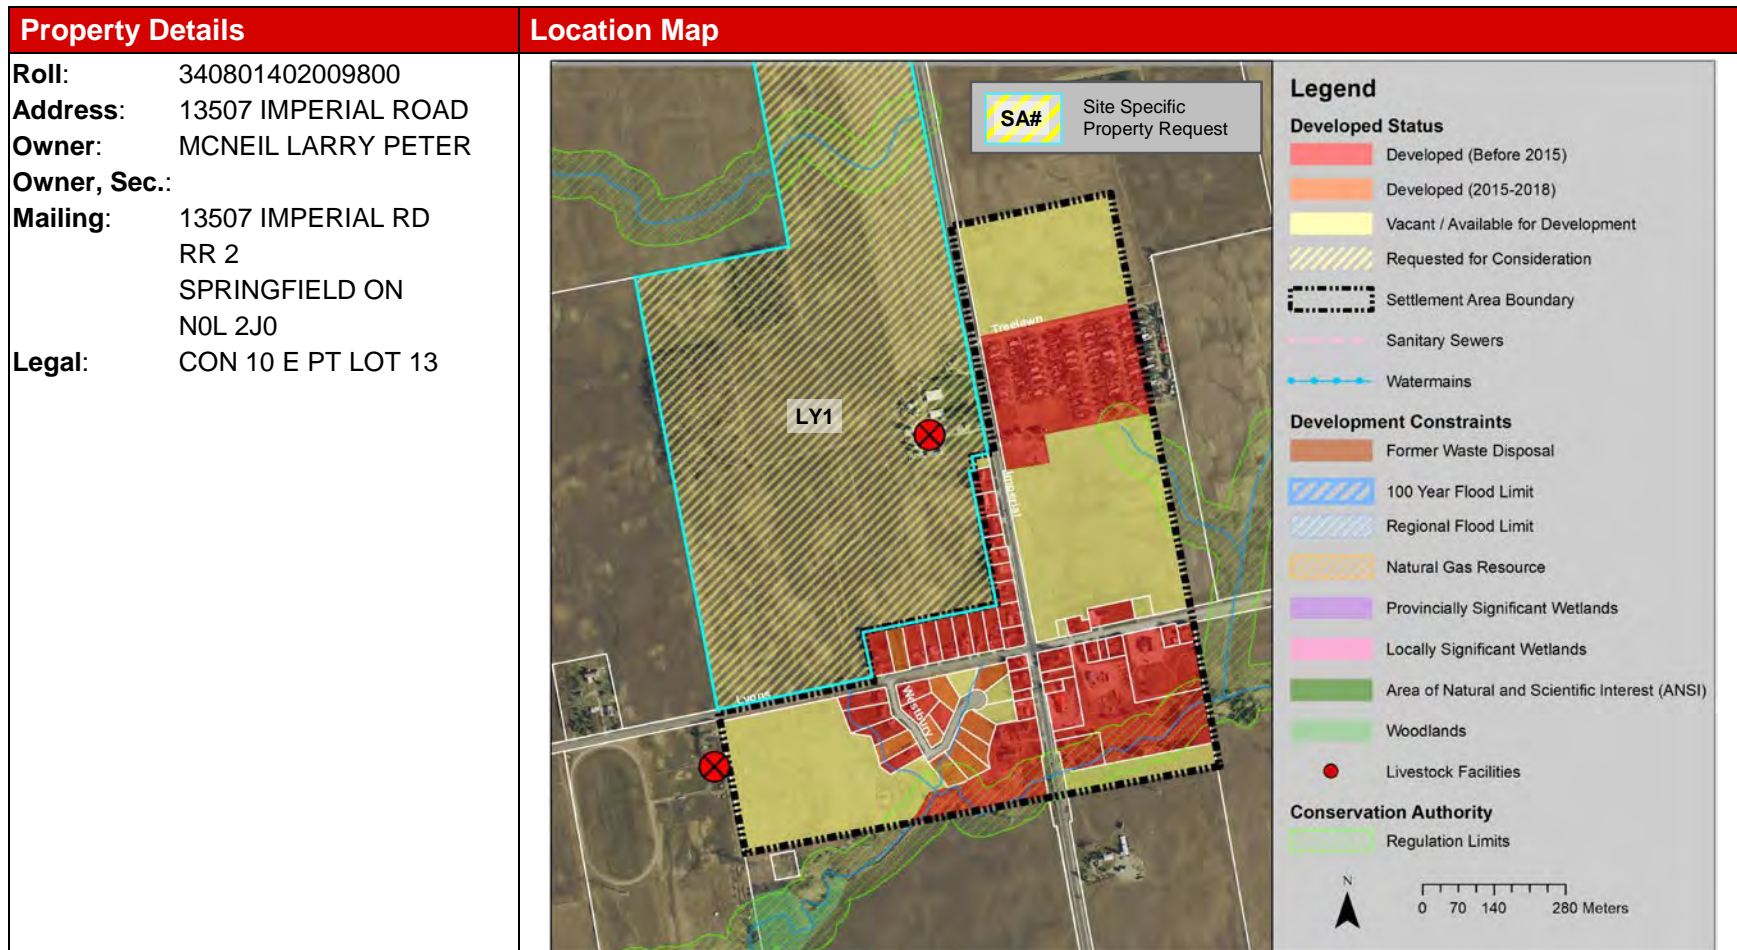 Property Details
Location Map
Roll: 340801402009800
Address: 13507 IMPERIAL ROAD
Owner: MCNEIL LARRY PETER
Owner, Sec.:
Mailing: 13507 IMPERIAL RD
RR 2
SPRINGFIELD ON
N0L 2J0
Legal: CON 10 E PT LOT 13
SA#
Site Specific
Property Request
Treelawn
LY1
Imperial
Lyons
Westbury
Legend
Developed Status
Developed (Before 2015)
Developed (2015-2018)
Vacant / Available for Development
Requested for Consideration
Settlement Area Boundary
Sanitary Sewers
Watermains
Development Constraints
Former Waste Disposal
100 Year Flood Limit
Regional Flood Limit
Natural Gas Resource
Provincially Significant Wetlands
Locally Significant Wetlands
Area of Natural and Scientific Interest (ANSI)
Woodlands
Livestock Facilities
Conservation Authority
Regulation Limits
N
0 70 140 280 Meters